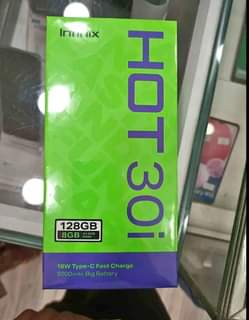 Infinix
HOT 30i
128GB
8GB
18W Type-C Fast Charge
5000mAh Big Battery